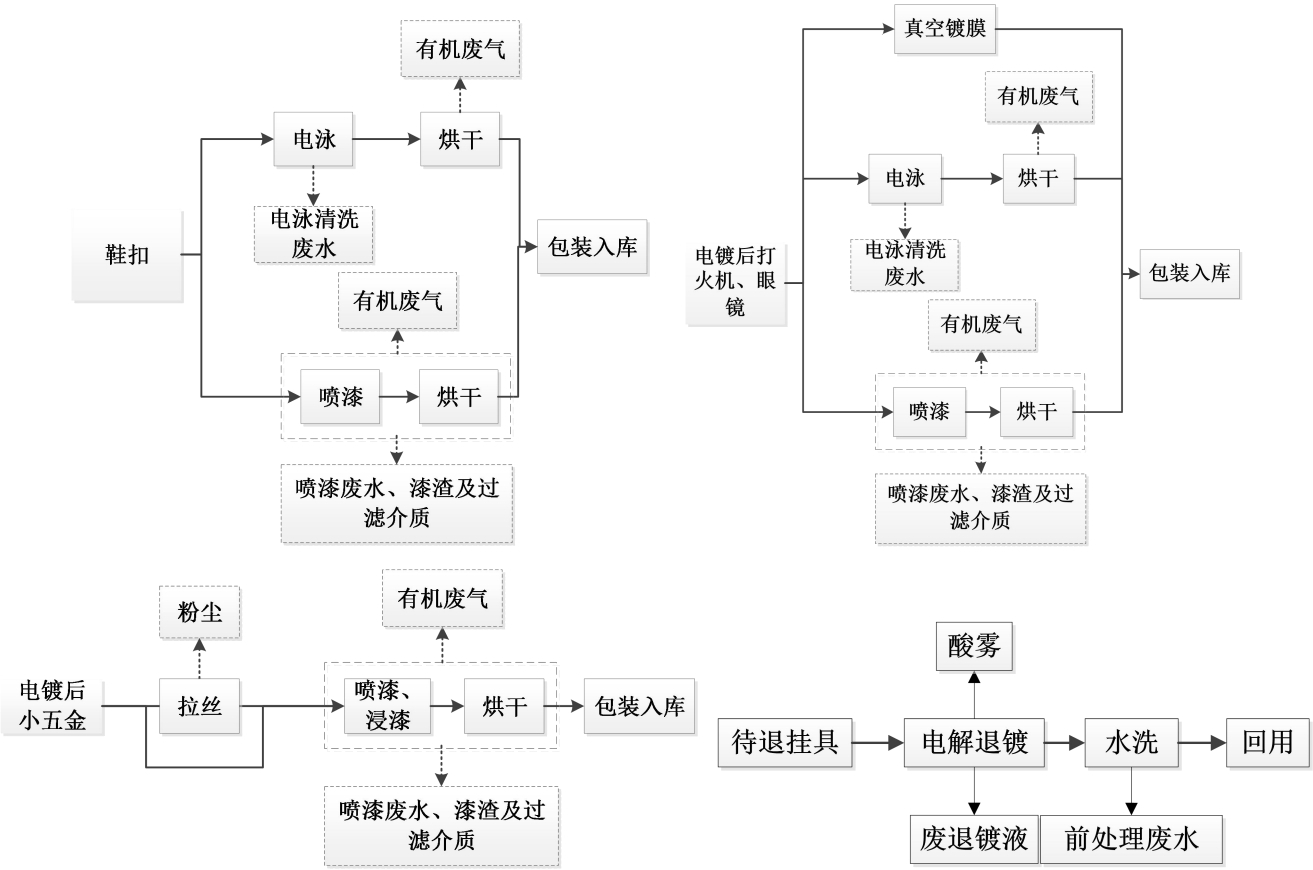 有机废气
电泳
烘干
电泳清洗
废水
鞋扣
包装入库
有机废气
喷漆
烘干
喷漆废水、漆渣及过
滤介质
真空镀膜
有机废气
电泳
烘干
电泳清洗
废水
电镀后打
火机、眼
镜
包装入库
有机废气
喷漆
烘干
喷漆废水、漆渣及过
滤介质
粉尘
有机废气
电镀后
小五金
拉丝
喷漆、
浸漆
烘干
包装入库
喷漆废水、漆渣及过
滤介质
酸雾
待退挂具
电解退镀
水洗
回用
废退镀液
前处理废水